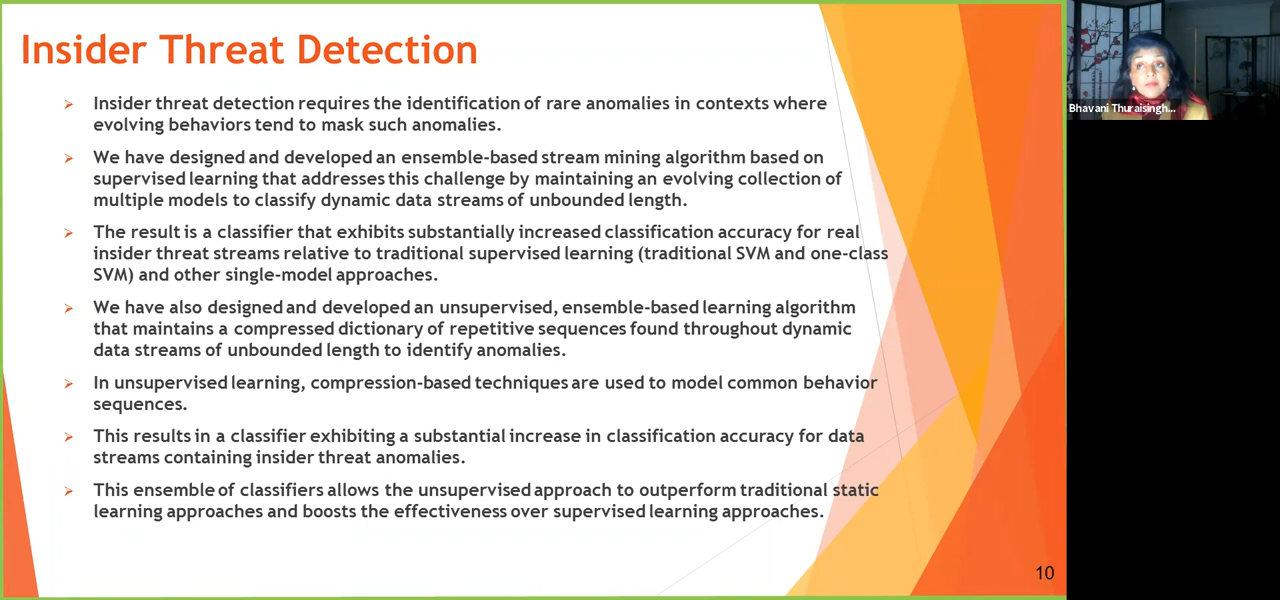 Insider Threat Detection
Insider threat detection requires the identification of rare anomalies in contexts where
evolving behaviors tend to mask such anomalies.
We have designed and developed an ensemble-based stream mining algorithm based on
supervised learning that addresses this challenge by maintaining an evolving collection of
multiple models to classify dynamic data streams of unbounded length.
The result is a classifier that exhibits substantially increased classification accuracy for real
insider threat streams relative to traditional supervised learning (traditional SVM and one-class
SVM) and other single-model approaches.
We have also designed and developed an unsupervised, ensemble-based learning algorithm
that maintains a compressed dictionary of repetitive sequences found throughout dynamic
data streams of unbounded length to identify anomalies.
In unsupervised learning, compression-based techniques are used to model common behavior
sequences.
This results in a classifier exhibiting a substantial increase in classification accuracy for data
streams containing insider threat anomalies.
This ensemble of classifiers allows the unsupervised approach to outperform traditional static
learning approaches and boosts the effectiveness over supervised learning approaches.
10
Bhavani Thuraisingh...